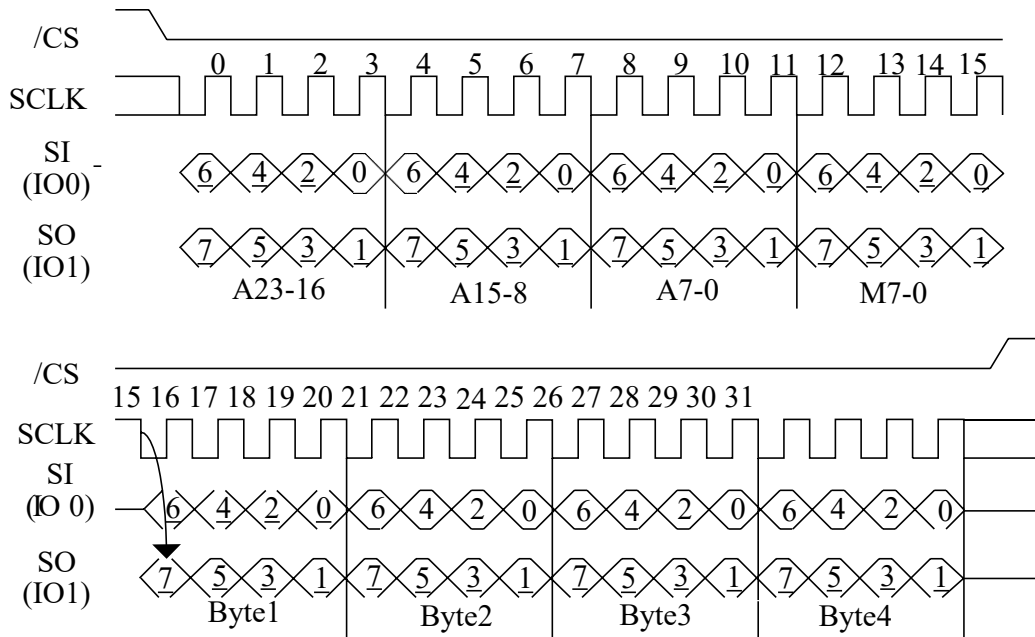 /CS
0 1 2 3 4 5 6 7 8 9 10 11 12 13 14 15
SCLK
SI
(IO0)
6 4 2 0 6 4 2 0 6 4 2 0 6 4 2 0
SO
(IO1)
7 5 3 1 7 5 3 1 7 5 3 1 7 5 3 1
A23-16 A15-8 A7-0 M7-0
/CS
15 16 17 18 19 20 21 22 23 24 25 26 27 28 29 30 31
SCLK
SI
(IO 0)
6 4 2 0 6 4 2 0 6 4 2 0 6 4 2 0
SO
(IO1)
7 5 3 1 7 5 3 1 7 5 3 1 7 5 3 1
Byte1 Byte2 Byte3 Byte4